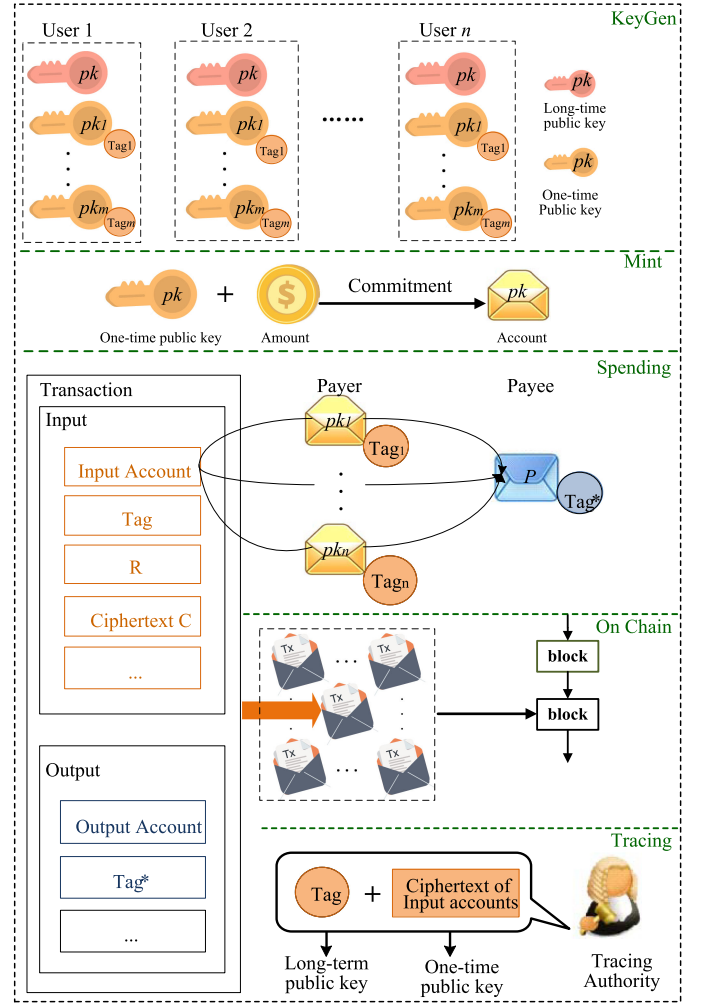 KeyGen
User 1
User 2
User n
pk
pk
pk
pk1
Tag1
pk1
Tag1
pk1
Tag1
......
pkm
Tagm
pkm
Tagm
pkm
Tagm
pk
Long-time
public key
pk
One-time
Public key
Mint
pk
+
$
Commitment
pk
One-time public key
Amount
Account
Spending
Transaction
Input
Input Account
Tag
R
Ciphertext C
...
Payer
Payee
pk1
Tag1
P
Tag*
pkn
Tagn
On Chain
Tx
...
Tx
Tx
Tx
...
Tx
block
block
Output
Output Account
Tag*
...
Tracing
Tag
+
Ciphertext of
Input accounts
Long-term
public key
One-time
public key
Tracing
Authority